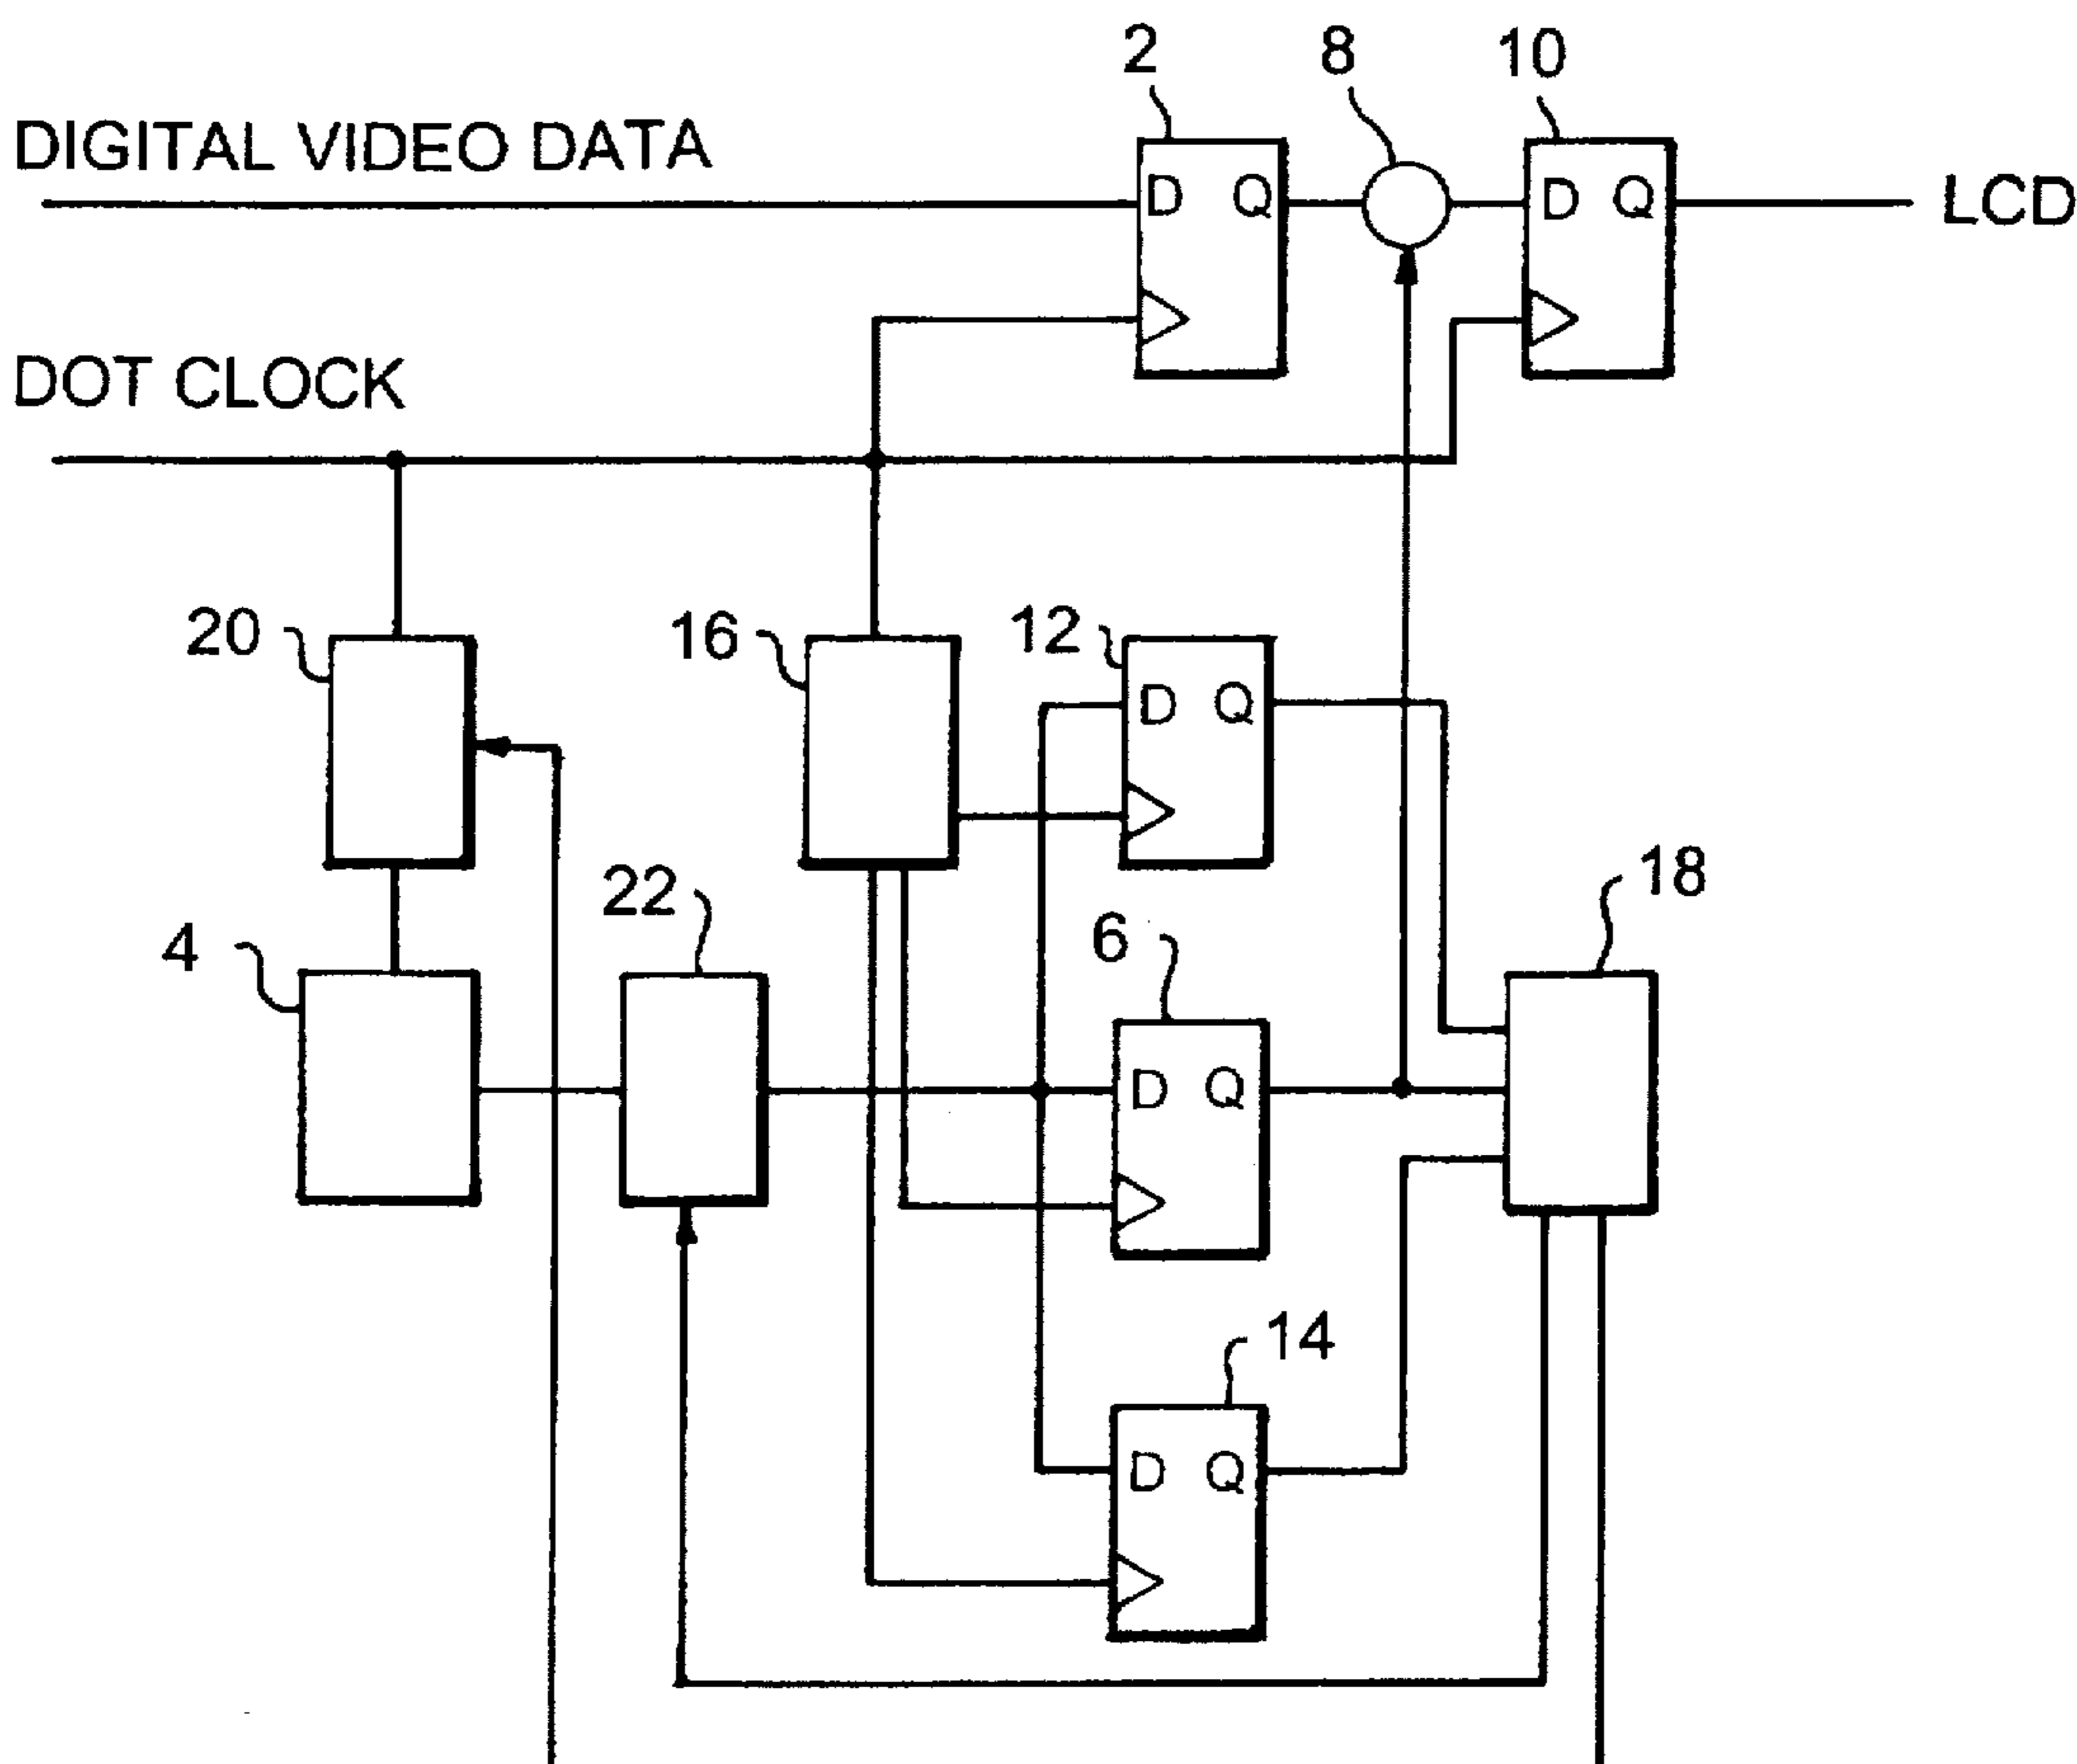 2 8 10
DIGITAL VIDEO DATA
D Q D Q LCD
DOT CLOCK
20 16 12
D Q
22 18
4 6
D Q
14
D Q